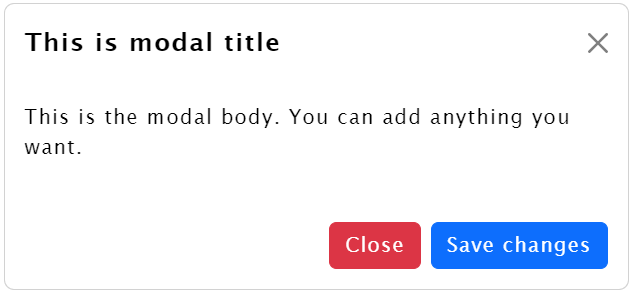 This is modal title
This is the modal body. You can add anything you
want.
Close
Save changes